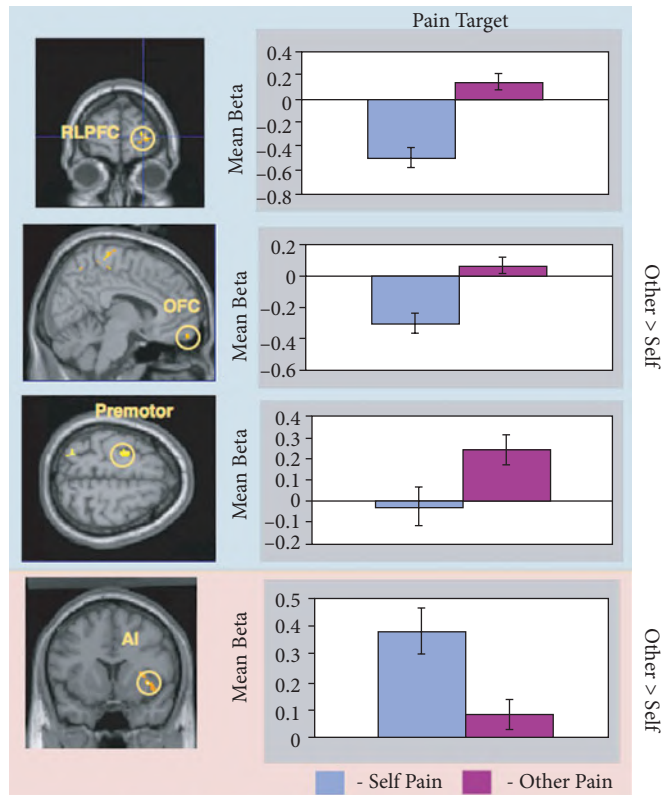 Pain Target
RLPFC
Mean Beta
0.4
0.2
0
−0.2
−0.4
−0.6
−0.8
OFC
Mean Beta
0.2
0
−0.2
−0.4
−0.6
Other > Self
Premotor
Mean Beta
0.4
0.3
0.2
0.1
0
−0.1
−0.2
AI
Mean Beta
0.5
0.4
0.3
0.2
0.1
0
Other > Self
- Self Pain - Other Pain